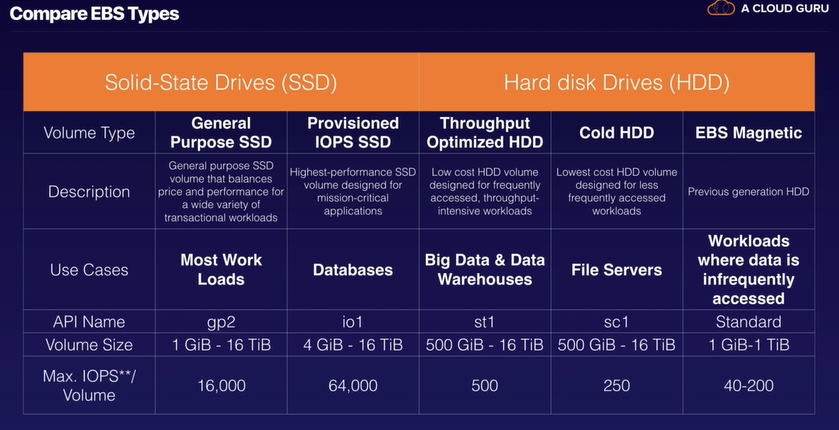 Compare EBS Types
A CLOUD GURU
Solid-State Drives (SSD)
Hard disk Drives (HDD)
Volume Type
General
Purpose SSD
Provisioned
IOPS SSD
Throughput
Optimized HDD
Cold HDD
EBS Magnetic
Description
General purpose SSD
volume that balances
price and performance for
a wide variety of
transactional workloads
Highest-performance SSD
volume designed for
mission-critical
applications
Low cost HDD volume
designed for frequently
accessed, throughput-
intensive workloads
Lowest cost HDD volume
designed for less
frequently accessed
workloads
Previous generation HDD
Use Cases
Most Work
Loads
Databases
Big Data & Data
Warehouses
File Servers
Workloads
where data is
infrequently
accessed
API Name
gp2
io1
st1
sc1
Standard
Volume Size
1 GiB - 16 TiB
4 GiB - 16 TiB
500 GiB - 16 TiB
500 GiB - 16 TiB
1 GiB-1 TiB
Max. IOPS**/
Volume
16,000
64,000
500
250
40-200